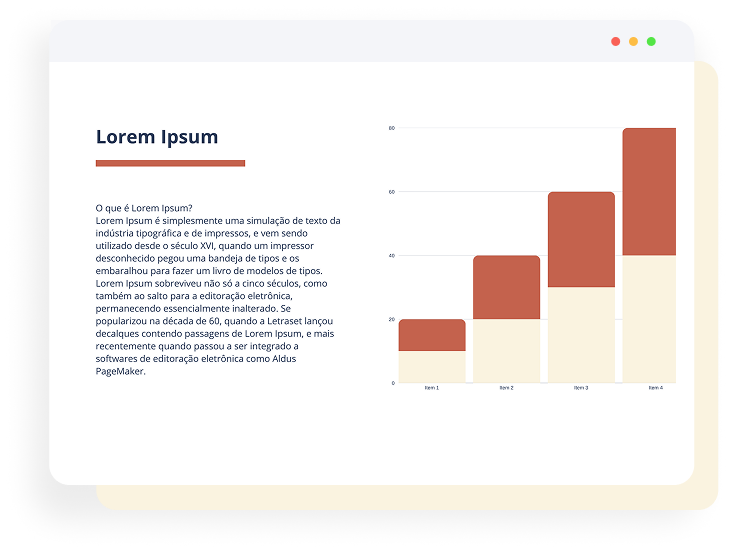 Lorem Ipsum
O que é Lorem Ipsum?
Lorem Ipsum é simplesmente uma simulação de texto da
indústria tipográfica e de impressos, e vem sendo
utilizado desde o século XVI, quando um impressor
desconhecido pegou uma bandeja de tipos e os
embaralhou para fazer um livro de modelos de tipos.
Lorem Ipsum sobreviveu não só a cinco séculos, como
também ao salto para a editoração eletrônica,
permanecendo essencialmente inalterado. Se
popularizou na década de 60, quando a Letraset lançou
decalques contendo passagens de Lorem Ipsum, e mais
recentemente quando passou a ser integrado a
softwares de editoração eletrônica como Aldus
PageMaker.
80
60
40
20
0
Item 1 Item 2 Item 3 Item 4